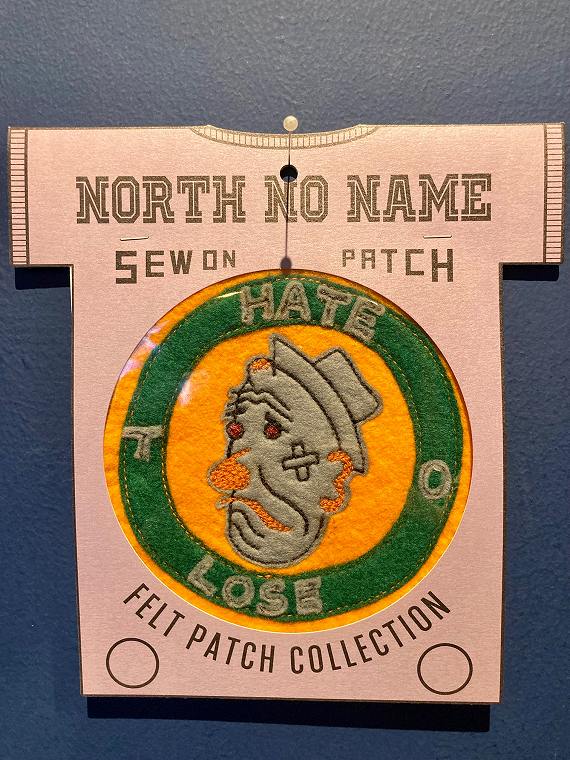 NORTH NO NAME
SEW ON PATCH
HATE
T O
LOSE
FELT PATCH COLLECTION